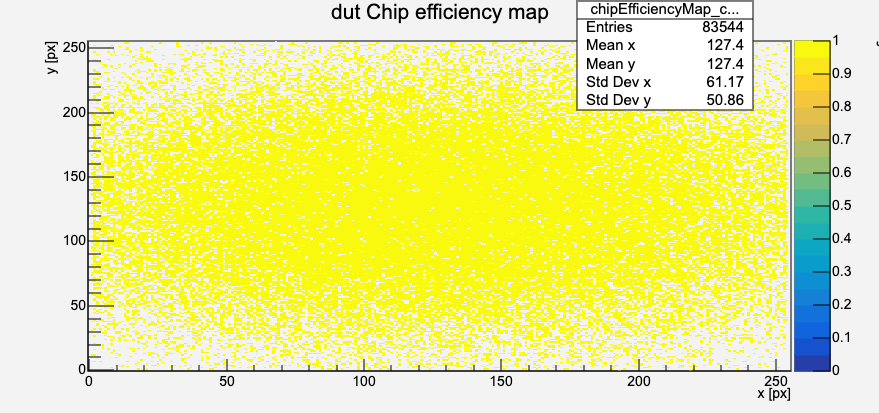 dut Chip efficiency map
chipEfficiencyMap_c...
Entries 83544
Mean x 127.4
Mean y 127.4
Std Dev x 61.17
Std Dev y 50.86
y [px]
250
200
150
100
50
0
0 50 100 150 200 250
x [px]
1
0.9
0.8
0.7
0.6
0.5
0.4
0.3
0.2
0.1
0